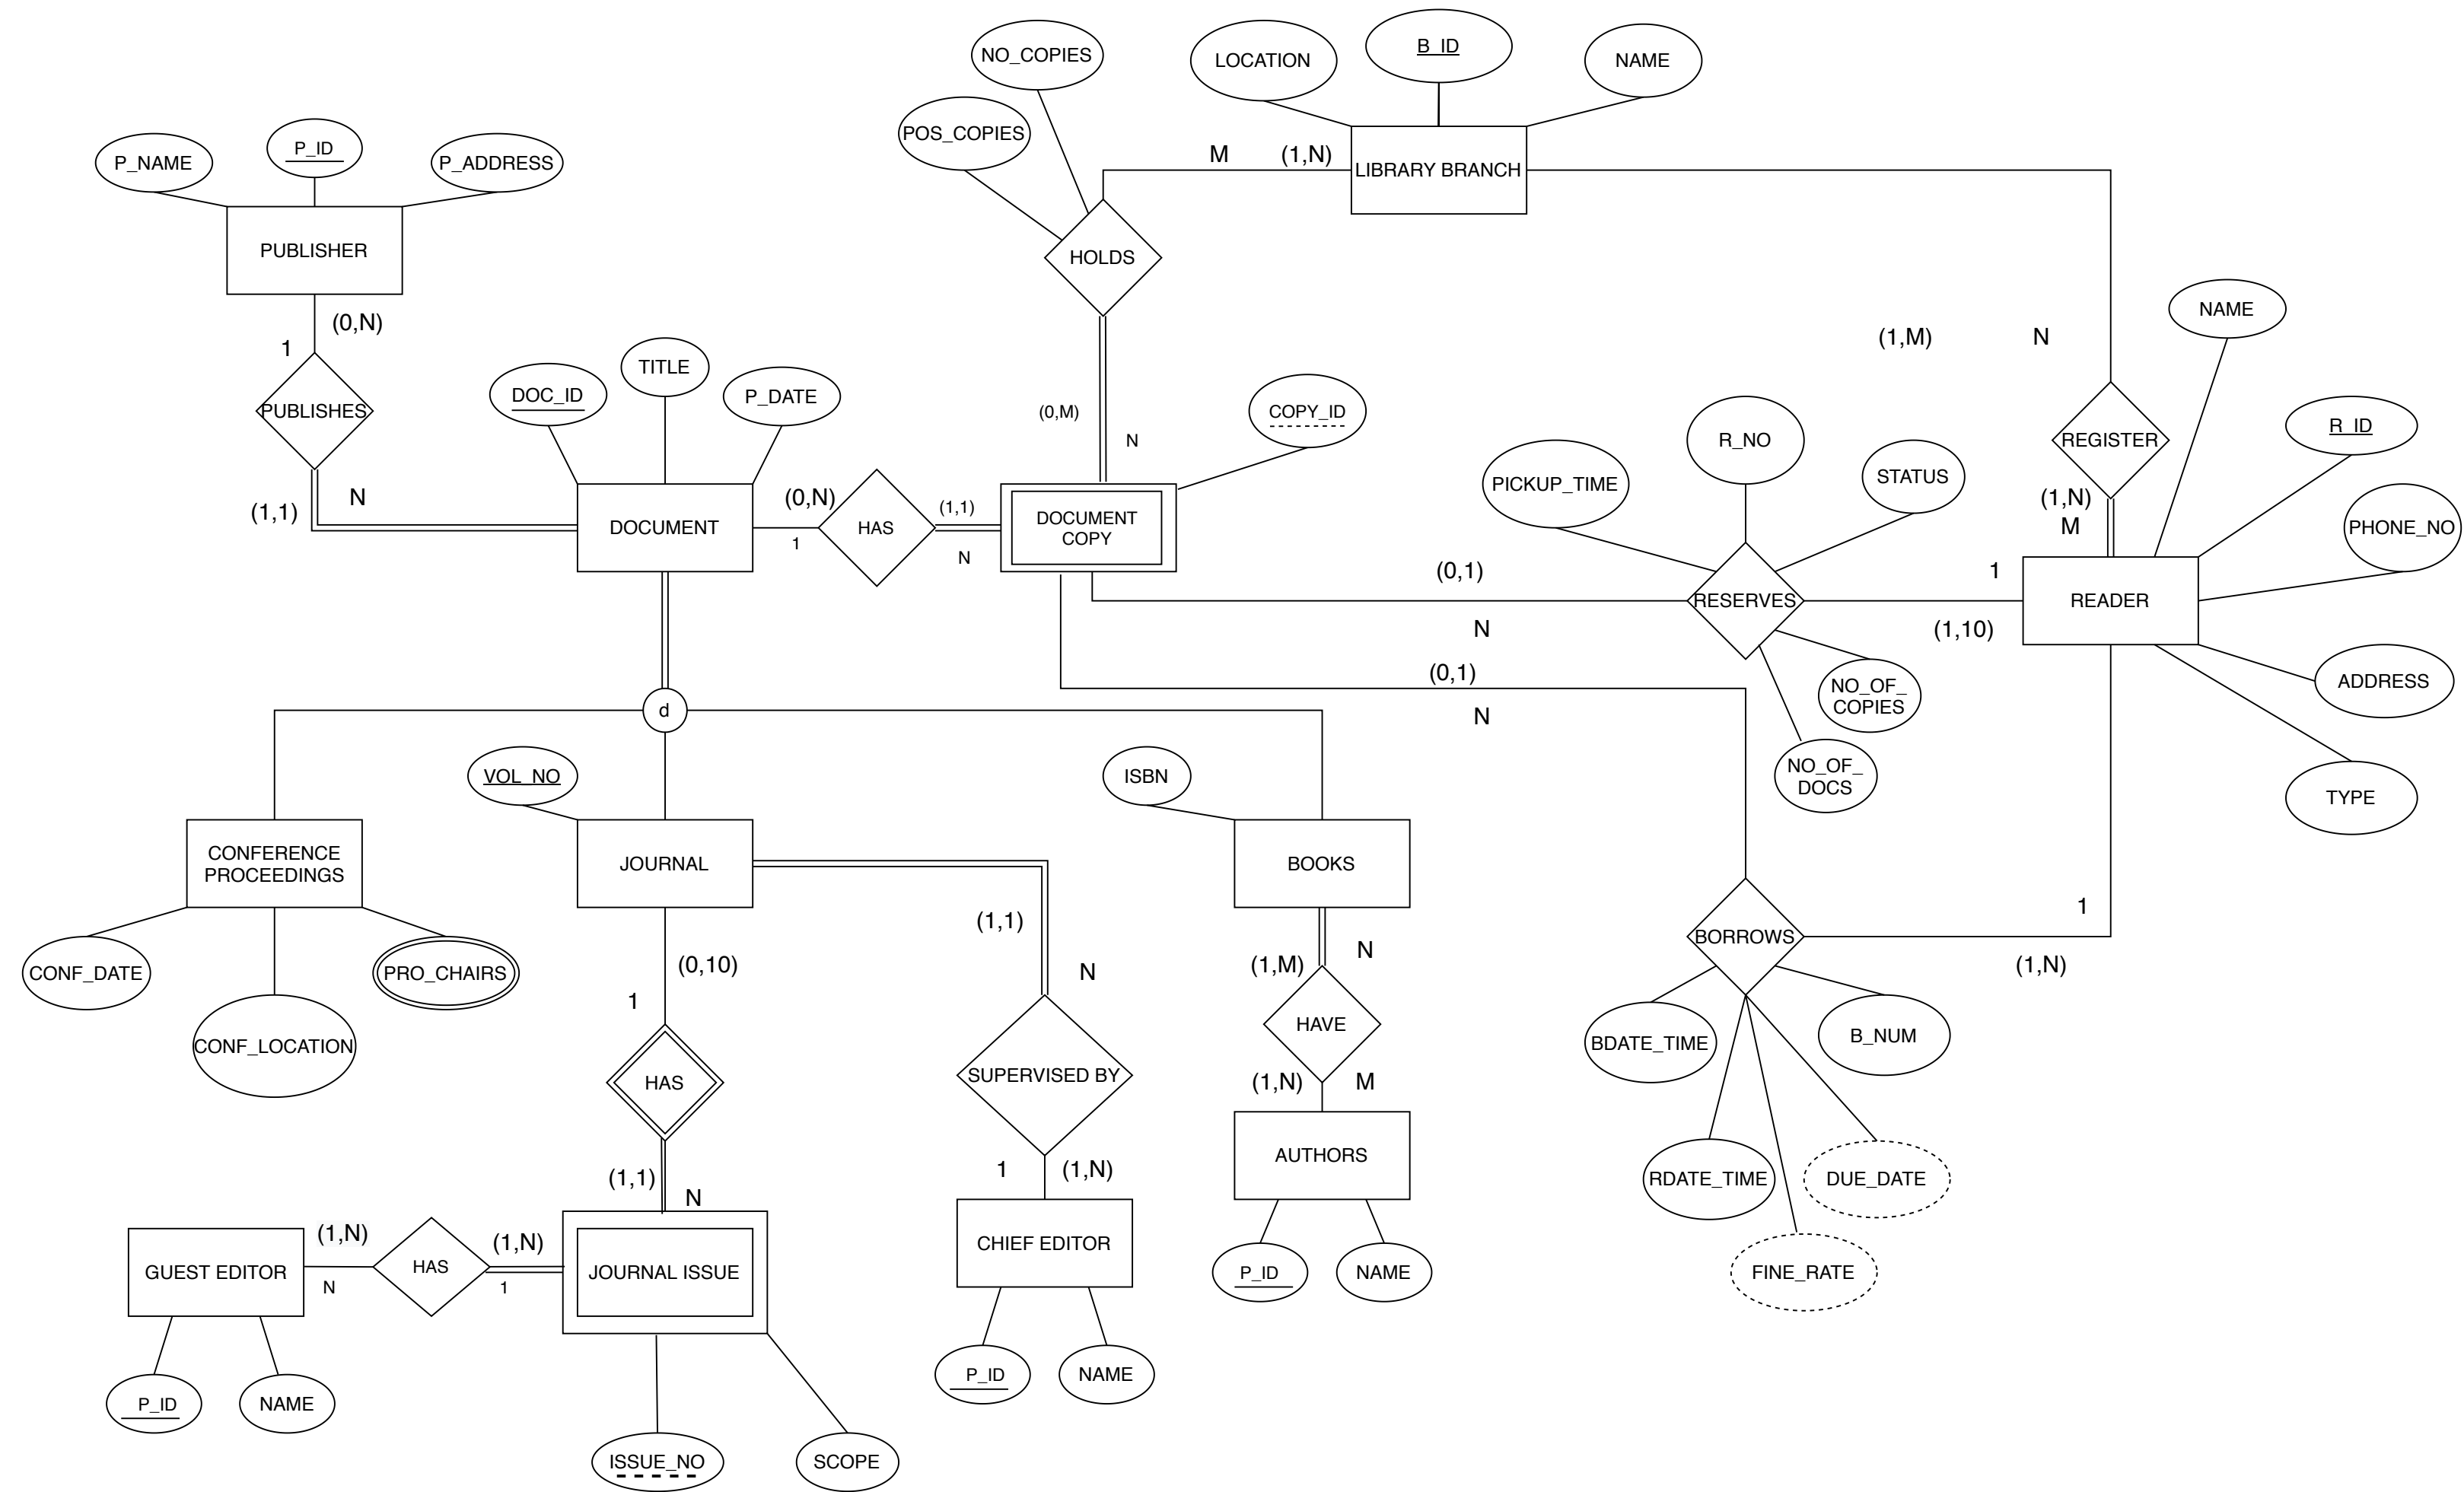 NO_COPIES
LOCATION
B_ID
NAME
POS_COPIES
P_NAME
P_ID
P_ADDRESS
M
(1,N)
LIBRARY BRANCH
PUBLISHER
HOLDS
(0,N)
1
NAME
(1,M)
N
DOC_ID
TITLE
P_DATE
PUBLISHES
(0,M)
N
COPY_ID
R_NO
REGISTER
R_ID
PICKUP_TIME
STATUS
(1,1)
N
DOCUMENT
(0,N)
1
HAS
(1,1)
N
DOCUMENT
COPY
(1,N)
M
PHONE_NO
(0,1)
N
RESERVES
1
(1,10)
READER
(0,1)
N
NO_OF_
COPIES
ADDRESS
d
NO_OF_
DOCS
TYPE
VOL_NO
ISBN
CONFERENCE
PROCEEDINGS
JOURNAL
BOOKS
CONF_DATE
CONF_LOCATION
PRO_CHAIRS
(0,10)
1
(1,1)
N
(1,M)
N
BORROWS
1
(1,N)
HAS
SUPERVISED BY
HAVE
BDATE_TIME
B_NUM
(1,N)
M
(1,1)
N
1
(1,N)
AUTHORS
RDATE_TIME
DUE_DATE
GUEST EDITOR
(1,N)
N
HAS
(1,N)
1
JOURNAL ISSUE
CHIEF EDITOR
P_ID
NAME
FINE_RATE
P_ID
NAME
P_ID
NAME
ISSUE_NO
SCOPE